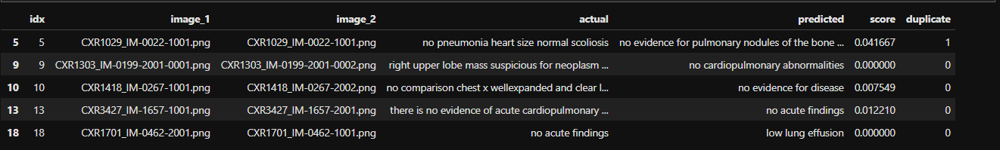 idx image_1 image_2 actual predicted score duplicate
5 5 CXR1029_IM-0022-1001.png CXR1029_IM-0022-1001.png no pneumonia heart size normal scoliosis no evidence for pulmonary nodules of the bone ... 0.041667 1
9 9 CXR1303_IM-0199-2001-0001.png CXR1303_IM-0199-2001-0002.png right upper lobe mass suspicious for neoplasm ... no cardiopulmonary abnormalities 0.000000 0
10 10 CXR1418_IM-0267-1001.png CXR1418_IM-0267-2002.png no comparison chest x wellexpanded and clear l... no evidence for disease 0.007549 0
13 13 CXR3427_IM-1657-1001.png CXR3427_IM-1657-2001.png there is no evidence of acute cardiopulmonary ... no acute findings 0.012210 0
18 18 CXR1701_IM-0462-2001.png CXR1701_IM-0462-1001.png no acute findings low lung effusion 0.000000 0